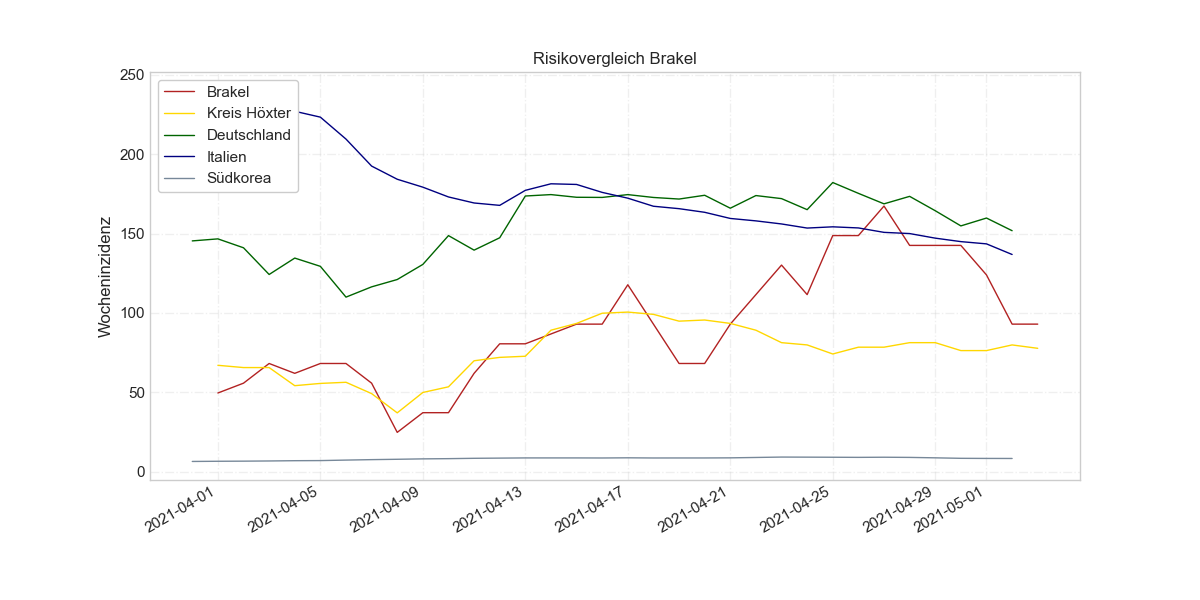 Risikovergleich Brakel
Wocheninzidenz
250
200
150
100
50
0
Brakel
Kreis Höxter
Deutschland
Italien
Südkorea
2021-04-01
2021-04-05
2021-04-09
2021-04-13
2021-04-17
2021-04-21
2021-04-25
2021-04-29
2021-05-01